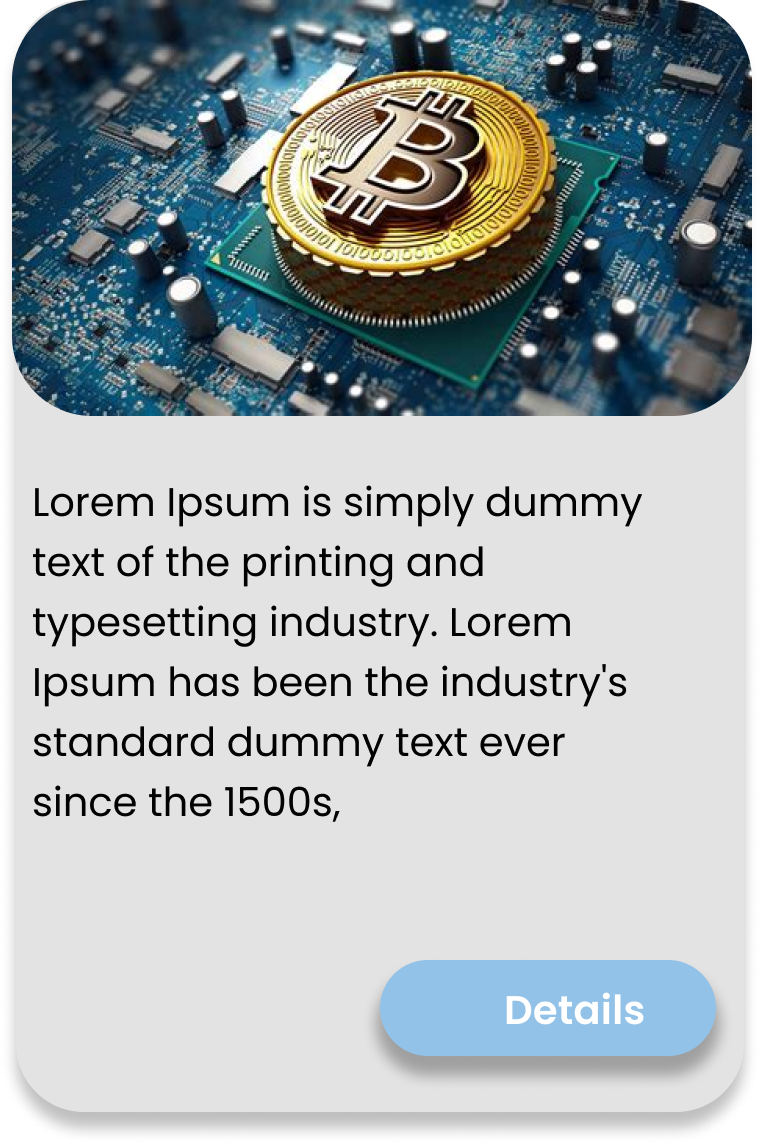 Lorem Ipsum is simply dummy
text of the printing and
typesetting industry. Lorem
Ipsum has been the industry's
standard dummy text ever
since the 1500s,
Details